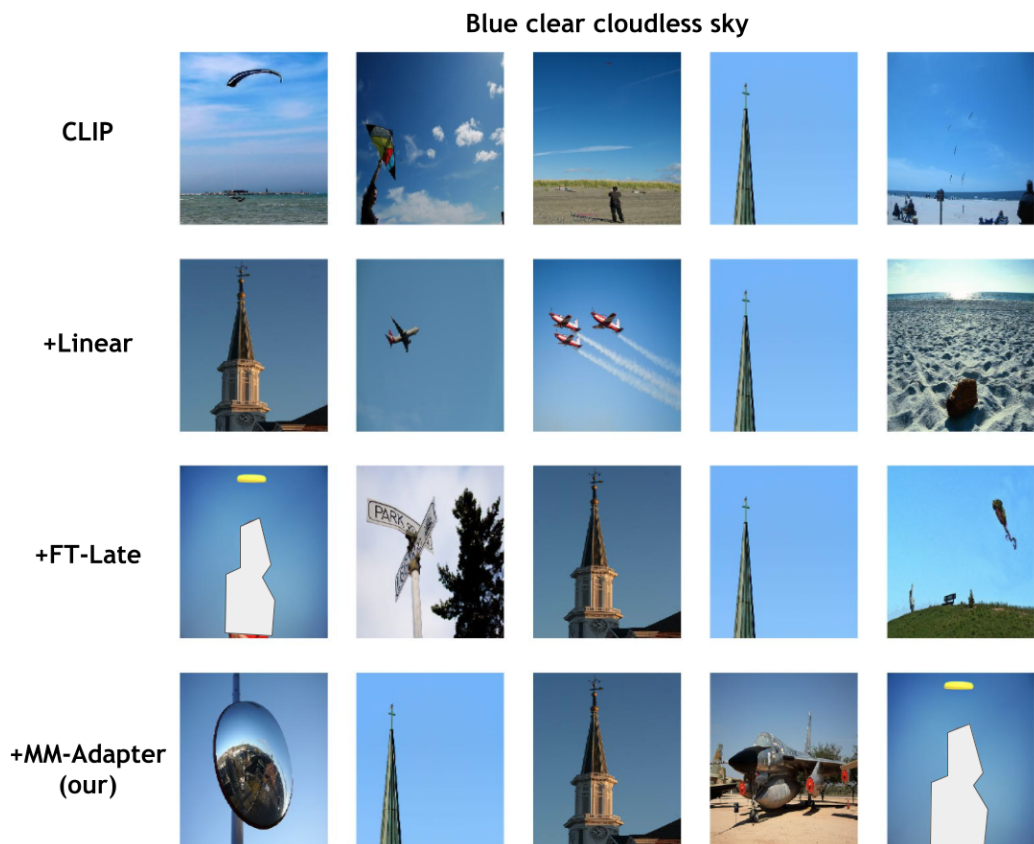 Blue clear cloudless sky
CLIP
+Linear
+FT-Late
PARK
+MM-Adapter
(our)